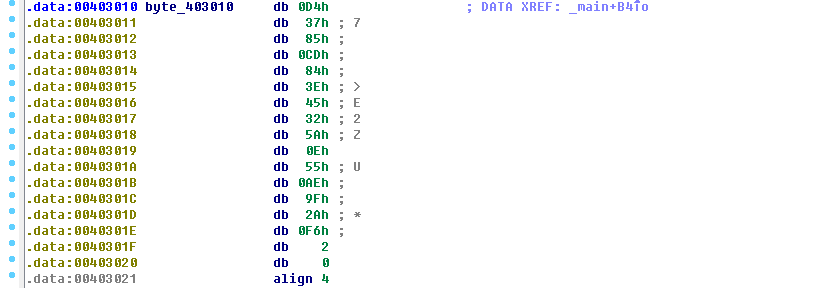 .data:00403010 byte_403010 db 0D4h ; DATA XREF: _main+B4↑o
.data:00403011 db 37h ; 7
.data:00403012 db 85h ;
.data:00403013 db 0CDh ;
.data:00403014 db 84h ;
.data:00403015 db 3Eh ; >
.data:00403016 db 45h ; E
.data:00403017 db 32h ; 2
.data:00403018 db 5Ah ; Z
.data:00403019 db 0Eh
.data:0040301A db 55h ; U
.data:0040301B db 0AEh ;
.data:0040301C db 9Fh ;
.data:0040301D db 2Ah ; *
.data:0040301E db 0F6h ;
.data:0040301F db 2
.data:00403020 db 0
.data:00403021 align 4